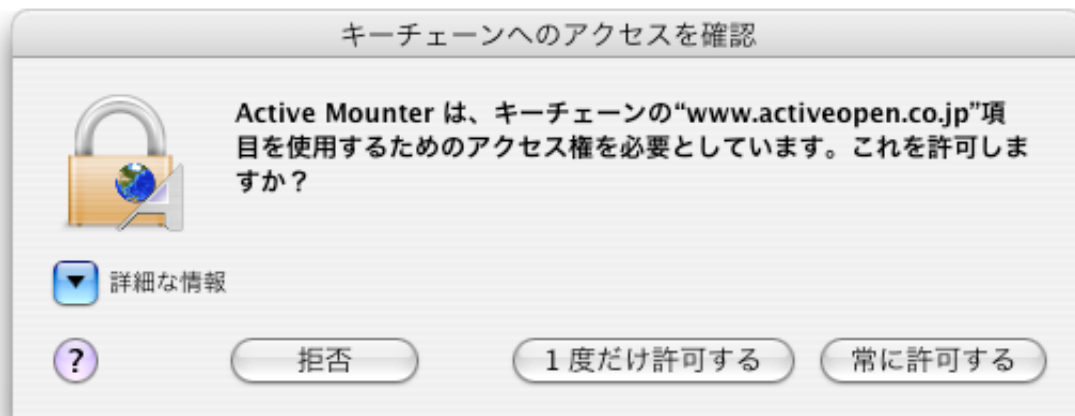 キーチェーンへのアクセスを確認
Active Mounter は、キーチェーンの“www.activeopen.co.jp”項
目を使用するためのアクセス権を必要としています。これを許可しま
すか？
詳細な情報
?
拒否
1 度だけ許可する
常に許可する